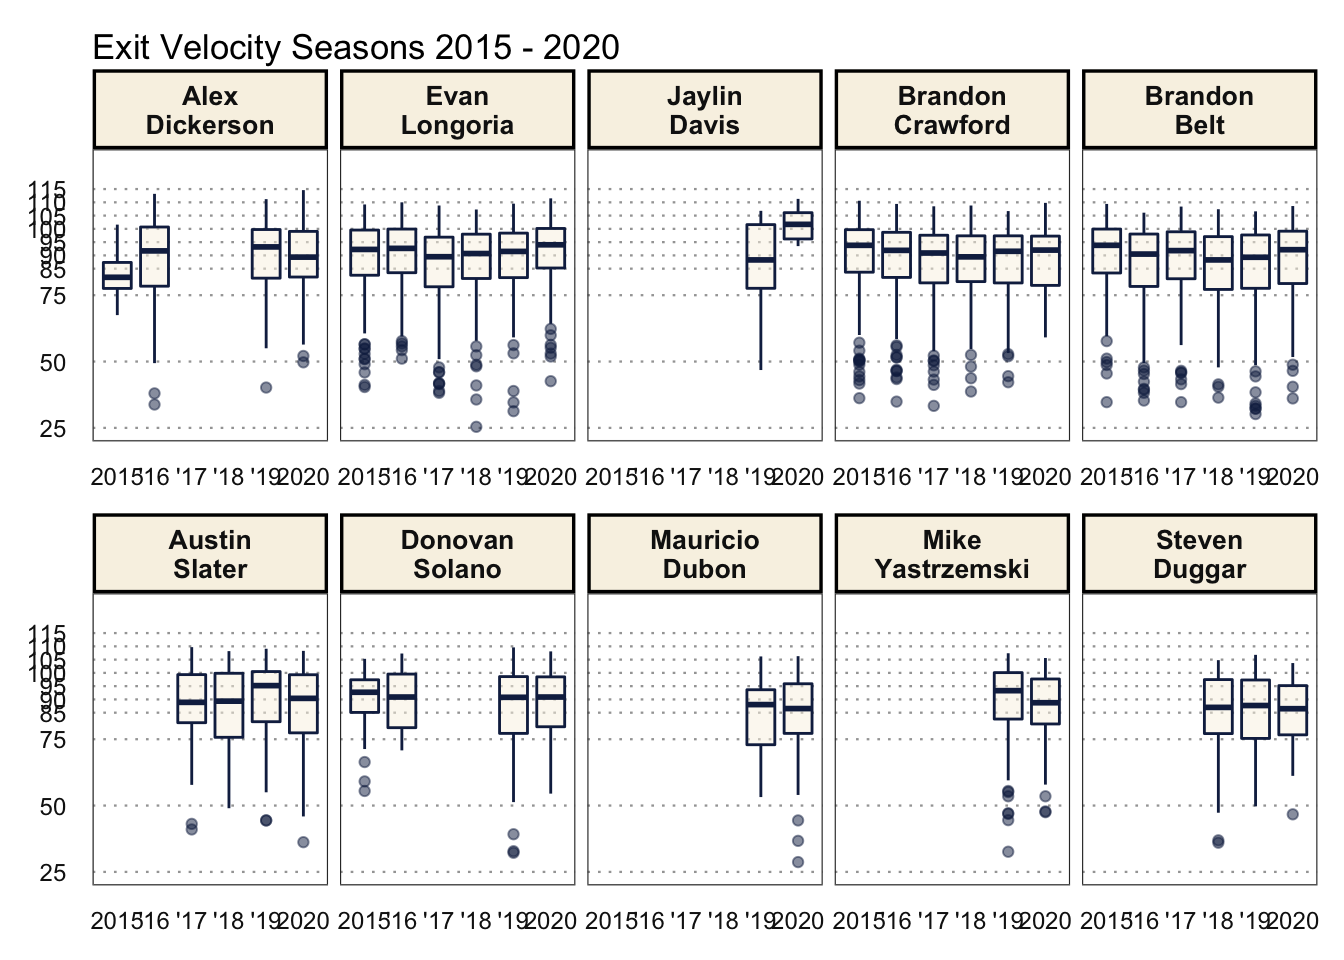 Exit Velocity Seasons 2015 - 2020
Alex
Dickerson
Evan
Longoria
Jaylin
Davis
Brandon
Crawford
Brandon
Belt
115
110
105
100
95
90
85
75
50
25
2015 '16 '17 '18 '19 2020
2015 '16 '17 '18 '19 2020
2015 '16 '17 '18 '19 2020
2015 '16 '17 '18 '19 2020
2015 '16 '17 '18 '19 2020
Austin
Slater
Donovan
Solano
Mauricio
Dubon
Mike
Yastrzemski
Steven
Duggar
115
110
105
100
95
90
85
75
50
25
2015 '16 '17 '18 '19 2020
2015 '16 '17 '18 '19 2020
2015 '16 '17 '18 '19 2020
2015 '16 '17 '18 '19 2020
2015 '16 '17 '18 '19 2020